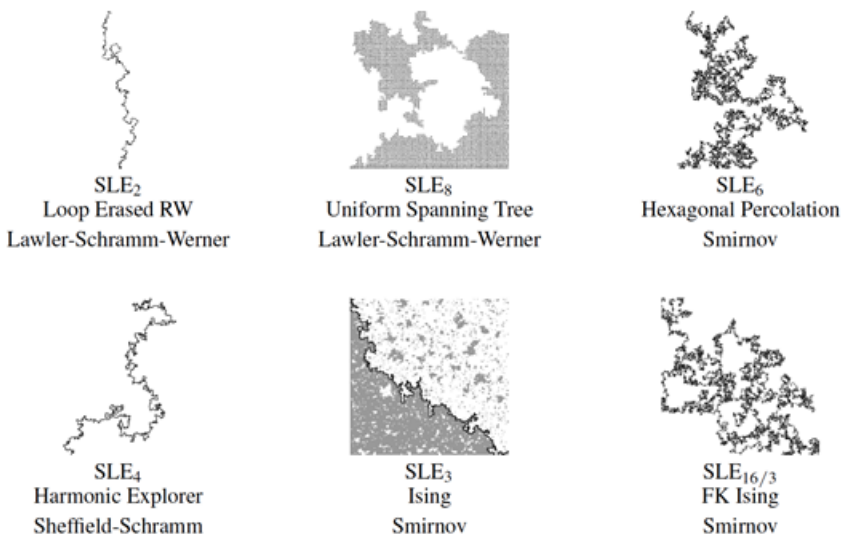 SLE₂
Loop Erased RW
Lawler-Schramm-Werner
SLE₈
Uniform Spanning Tree
Lawler-Schramm-Werner
SLE₆
Hexagonal Percolation
Smirnov
SLE₄
Harmonic Explorer
Sheffield-Schramm
SLE₃
Ising
Smirnov
SLE₁₆/₃
FK Ising
Smirnov